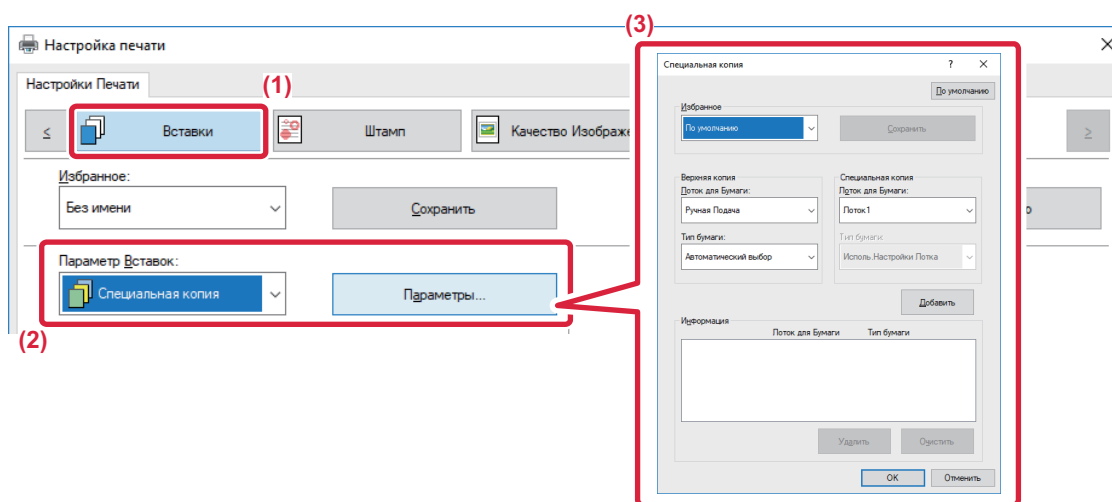 (3)
Настройка печати
Настройки Печати
(1)
<
Вставки
Штамп
Качество Изображе
>
Избранное:
Без имени
Сохранить
о
Параметр Вставок:
Специальная копия
Параметры...
(2)
Специальная копия
?
По умолчанию
Избранное
По умолчанию
Сохранить
Верхняя копия
Специальная копия
Поток для Бумаги:
Поток для Бумаги:
Ручная Подача
Поток1
Тип бумаги:
Тип бумаги:
Автоматический выбор
Исполь.Настройки Потка
Добавить
Информация
Поток для Бумаги
Тип бумаги
Удалить
Очистить
OK
Отменить